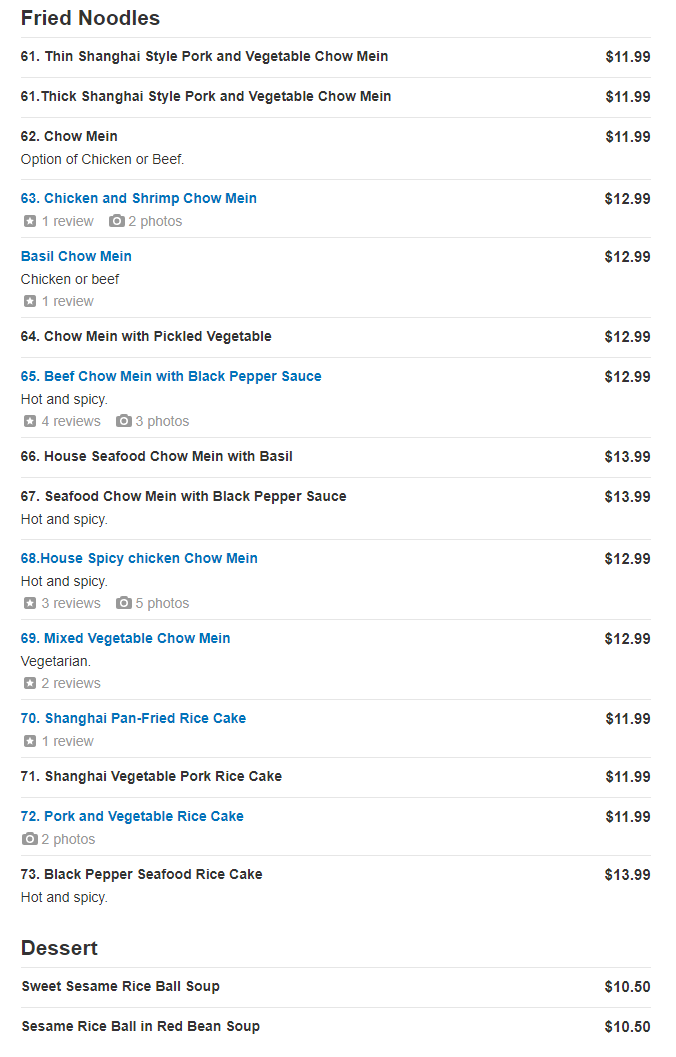 Fried Noodles
61. Thin Shanghai Style Pork and Vegetable Chow Mein $11.99
61.Thick Shanghai Style Pork and Vegetable Chow Mein $11.99
62. Chow Mein $11.99
Option of Chicken or Beef.
63. Chicken and Shrimp Chow Mein $12.99
1 review 2 photos
Basil Chow Mein $12.99
Chicken or beef
1 review
64. Chow Mein with Pickled Vegetable $12.99
65. Beef Chow Mein with Black Pepper Sauce $12.99
Hot and spicy.
4 reviews 3 photos
66. House Seafood Chow Mein with Basil $13.99
67. Seafood Chow Mein with Black Pepper Sauce $13.99
Hot and spicy.
68.House Spicy chicken Chow Mein $12.99
Hot and spicy.
3 reviews 5 photos
69. Mixed Vegetable Chow Mein $12.99
Vegetarian.
2 reviews
70. Shanghai Pan-Fried Rice Cake $11.99
1 review
71. Shanghai Vegetable Pork Rice Cake $11.99
72. Pork and Vegetable Rice Cake $11.99
2 photos
73. Black Pepper Seafood Rice Cake $13.99
Hot and spicy.
Dessert
Sweet Sesame Rice Ball Soup $10.50
Sesame Rice Ball in Red Bean Soup $10.50